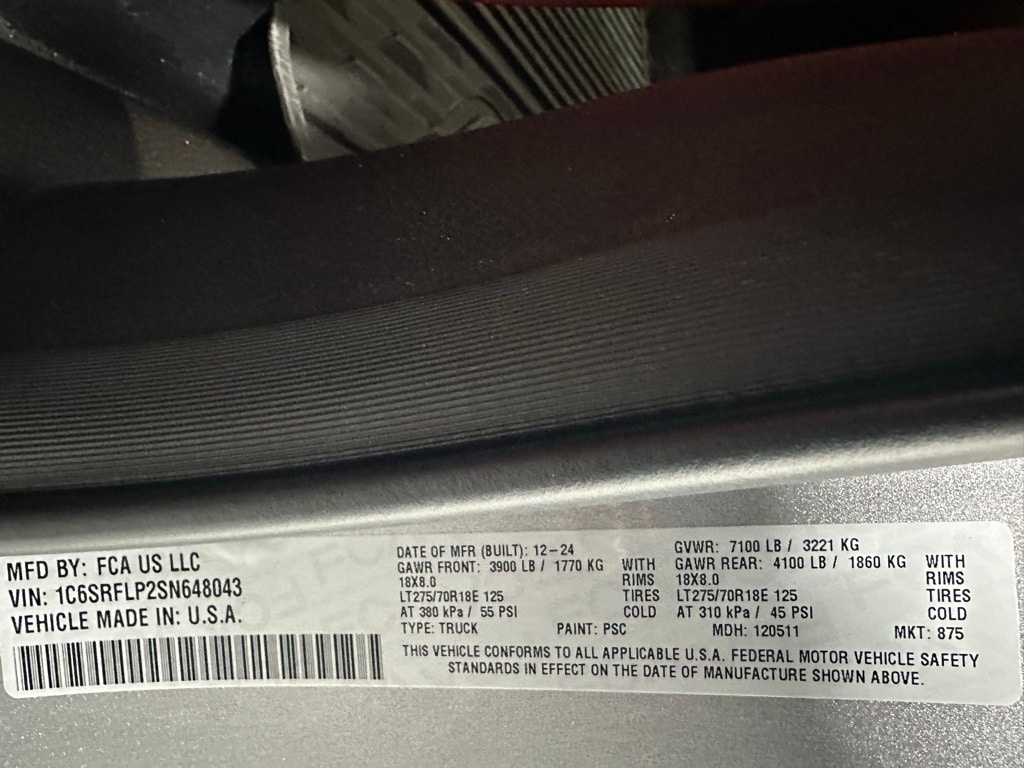 MFD BY: FCA US LLC
VIN: 1C6SRFLP2SN648043
VEHICLE MADE IN: U.S.A.
DATE OF MFR (BUILT): 12-24
GAWR FRONT: 3900 LB / 1770 KG WITH
18X8.0 RIMS
LT275/70R18E 125 TIRES
AT 380 kPa / 55 PSI COLD
GVWR: 7100 LB / 3221 KG
GAWR REAR: 4100 LB / 1860 KG WITH
18X8.0 RIMS
LT275/70R18E 125 TIRES
AT 310 kPa / 45 PSI COLD
TYPE: TRUCK PAINT: PSC MDH: 120511 MKT: 875
THIS VEHICLE CONFORMS TO ALL APPLICABLE U.S.A. FEDERAL MOTOR VEHICLE SAFETY
STANDARDS IN EFFECT ON THE DATE OF MANUFACTURE SHOWN ABOVE.